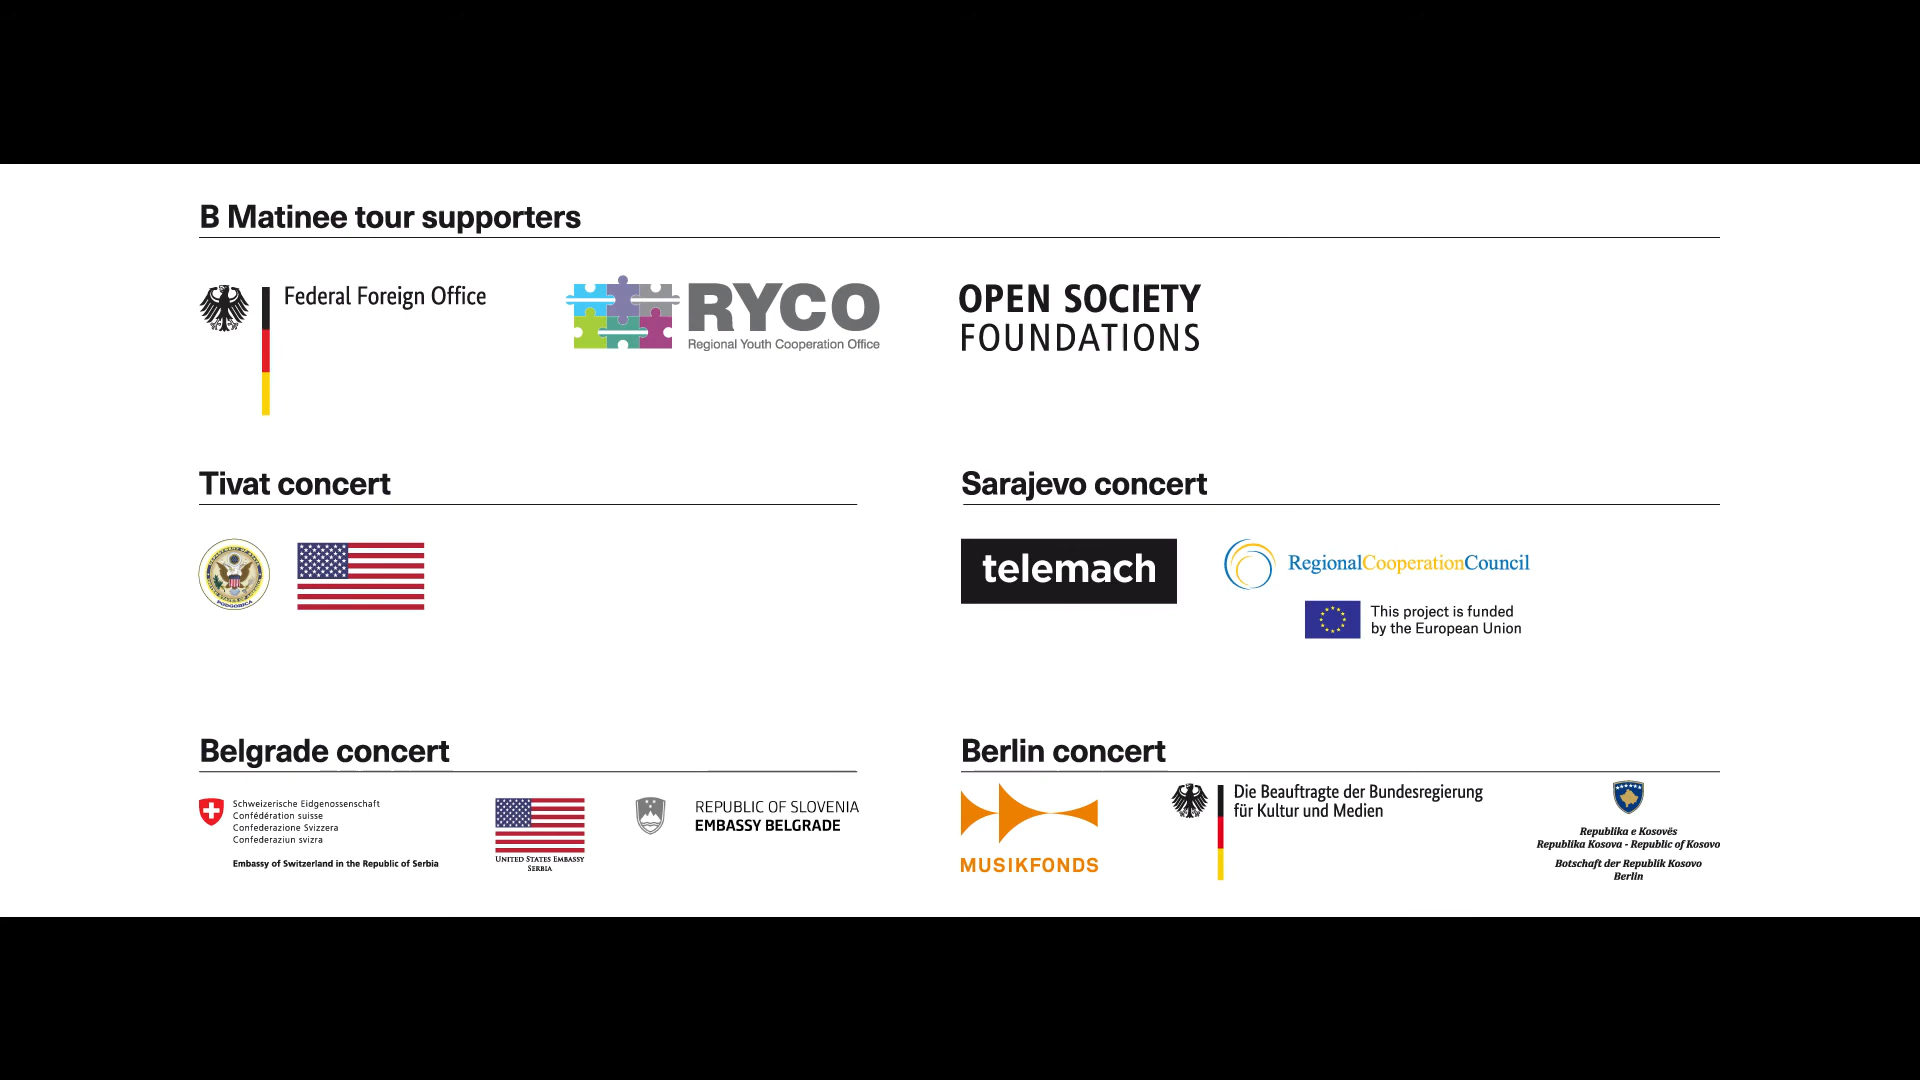 B Matinee tour supporters
Federal Foreign Office
RYCO
Regional Youth Cooperation Office
OPEN SOCIETY
FOUNDATIONS
Tivat concert
PODGORICA
Sarajevo concert
telemach
RegionalCooperationCouncil
This project is funded
by the European Union
Belgrade concert
Schweizerische Eidgenossenschaft
Confédération suisse
Confederazione Svizzera
Confederaziun svizra
Embassy of Switzerland in the Republic of Serbia
UNITED STATES EMBASSY
SERBIA
REPUBLIC OF SLOVENIA
EMBASSY BELGRADE
Berlin concert
MUSIKFONDS
Die Beauftragte der Bundesregierung
für Kultur und Medien
Republika e Kosovës
Republika Kosova - Republic of Kosovo
Botschaft der Republik Kosovo
Berlin